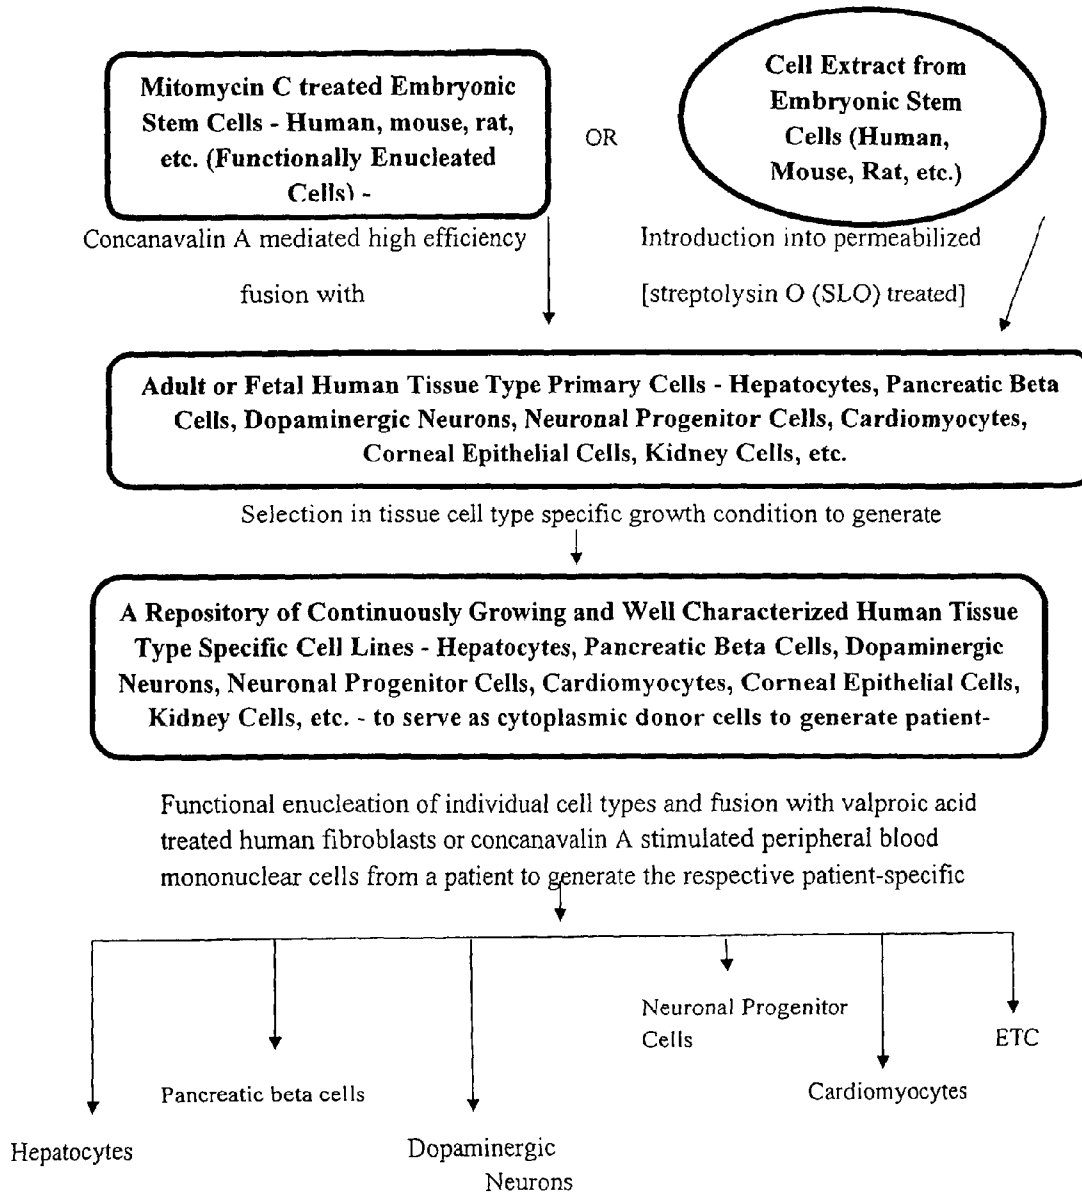 Mitomycin C treated Embryonic
Stem Cells - Human, mouse, rat,
etc. (Functionally Enucleated
Cells) -
OR
Cell Extract from
Embryonic Stem
Cells (Human,
Mouse, Rat, etc.)
Concanavalin A mediated high efficiency
fusion with
Introduction into permeabilized
[streptolysin O (SLO) treated]
Adult or Fetal Human Tissue Type Primary Cells - Hepatocytes, Pancreatic Beta
Cells, Dopaminergic Neurons, Neuronal Progenitor Cells, Cardiomyocytes,
Corneal Epithelial Cells, Kidney Cells, etc.
Selection in tissue cell type specific growth condition to generate
A Repository of Continuously Growing and Well Characterized Human Tissue
Type Specific Cell Lines - Hepatocytes, Pancreatic Beta Cells, Dopaminergic
Neurons, Neuronal Progenitor Cells, Cardiomyocytes, Corneal Epithelial Cells,
Kidney Cells, etc. - to serve as cytoplasmic donor cells to generate patient-
Functional enucleation of individual cell types and fusion with valproic acid
treated human fibroblasts or concanavalin A stimulated peripheral blood
mononuclear cells from a patient to generate the respective patient-specific
Neuronal Progenitor
Cells
ETC
Pancreatic beta cells
Cardiomyocytes
Hepatocytes
Dopaminergic
Neurons